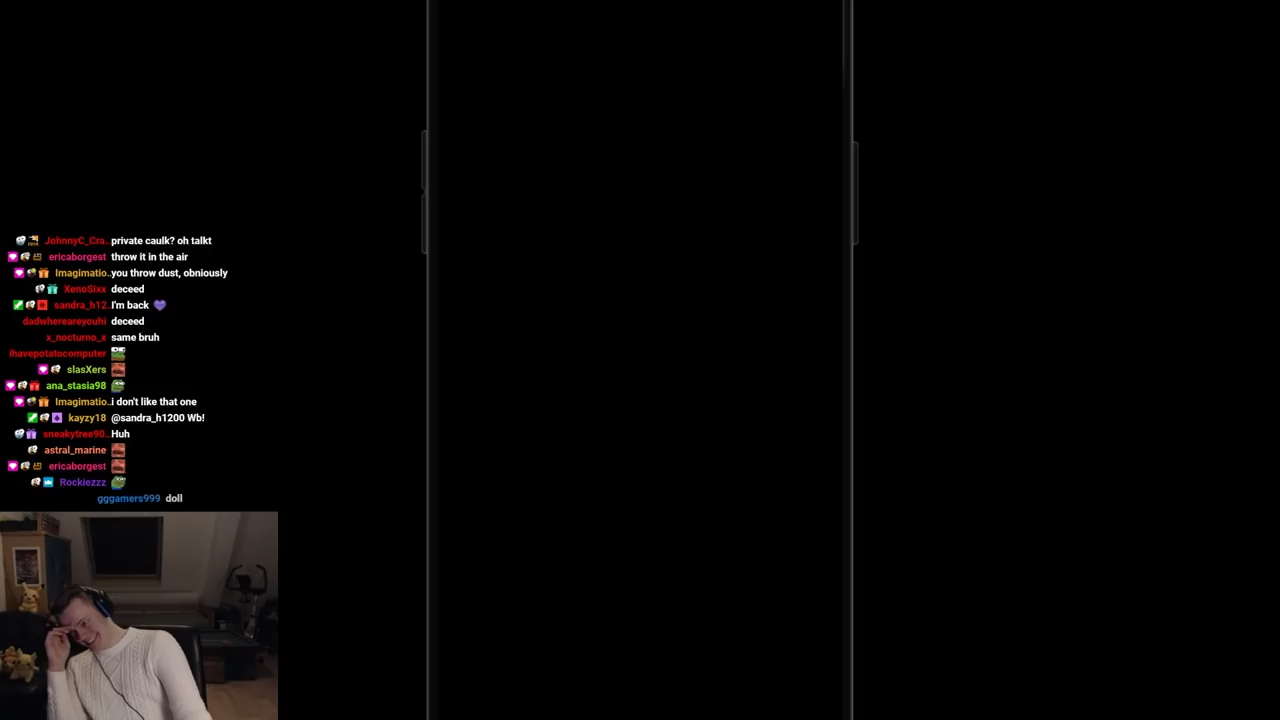 JohnnyC_Cra.. private caulk? oh talkt
ericaborgest throw it in the air
Imagimatio.. you throw dust, obniously
XenoSixx deceed
sandra_h12.. I'm back
dadwhereareyouhi deceed
x_nocturno_x same bruh
ihavepotatocomputer
slasXers
ana_stasia98
Imagimatio.. i don't like that one
kayzy18 @sandra_h1200 Wb!
sneakytree90.. Huh
astral_marine
ericaborgest
Rockiezzz
gggamers999 doll